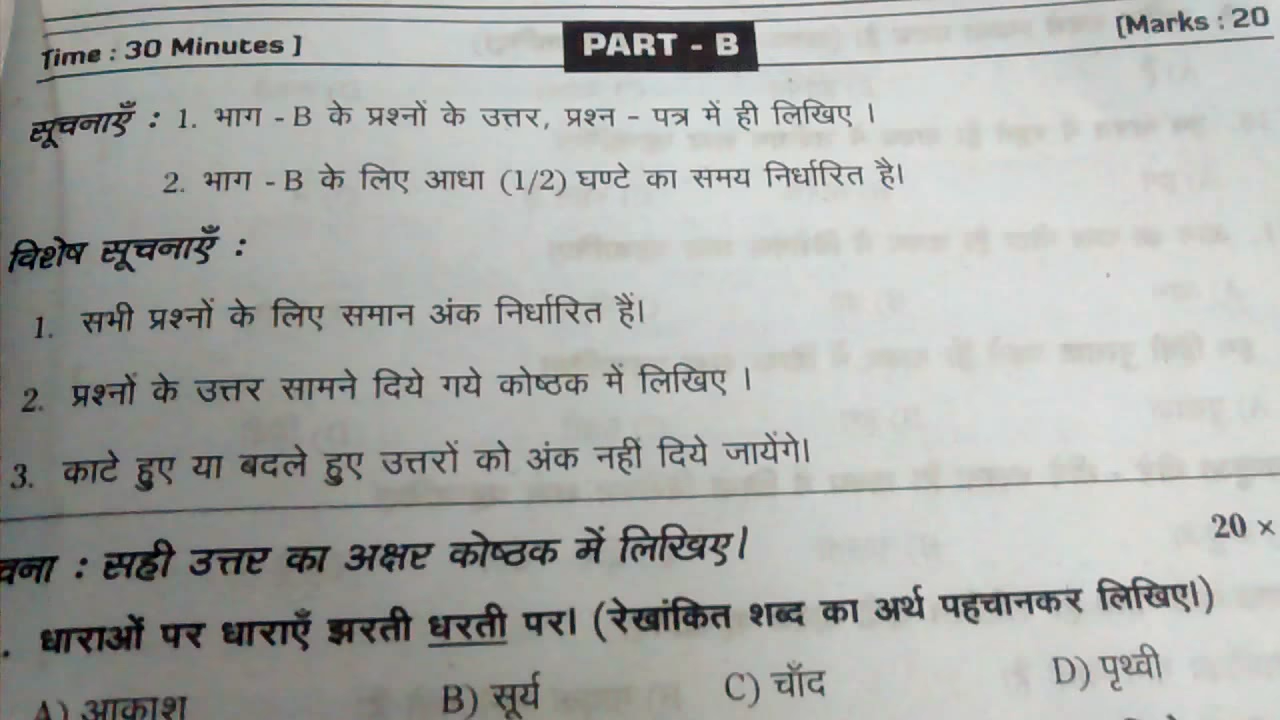 Time : 30 Minutes ]
PART - B
[Marks : 20
सूचनाएँ : 1. भाग - B के प्रश्नों के उत्तर, प्रश्न - पत्र में ही लिखिए ।
2. भाग - B के लिए आधा (1/2) घण्टे का समय निर्धारित है।
विशेष सूचनाएँ :
1. सभी प्रश्नों के लिए समान अंक निर्धारित हैं।
2. प्रश्नों के उत्तर सामने दिये गये कोष्ठक में लिखिए ।
3. काटे हुए या बदले हुए उत्तरों को अंक नहीं दिये जायेंगे।
20 ×
चना : सही उत्तर का अक्षर कोष्ठक में लिखिए।
. धाराओं पर धाराएँ झरती धरती पर। (रेखांकित शब्द का अर्थ पहचानकर लिखिए।)
A) आकाश B) सूर्य C) चाँद D) पृथ्वी